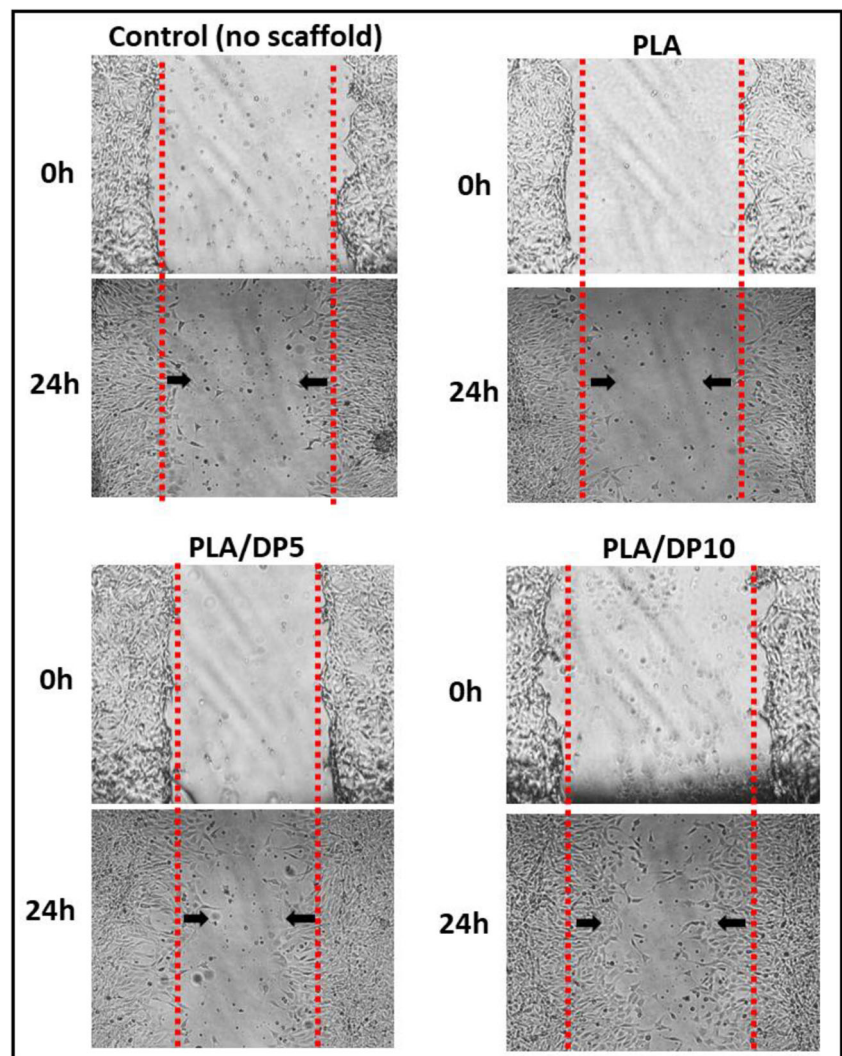 Control (no scaffold)
PLA
0h
0h
24h
24h
PLA/DP5
PLA/DP10
0h
0h
24h
24h